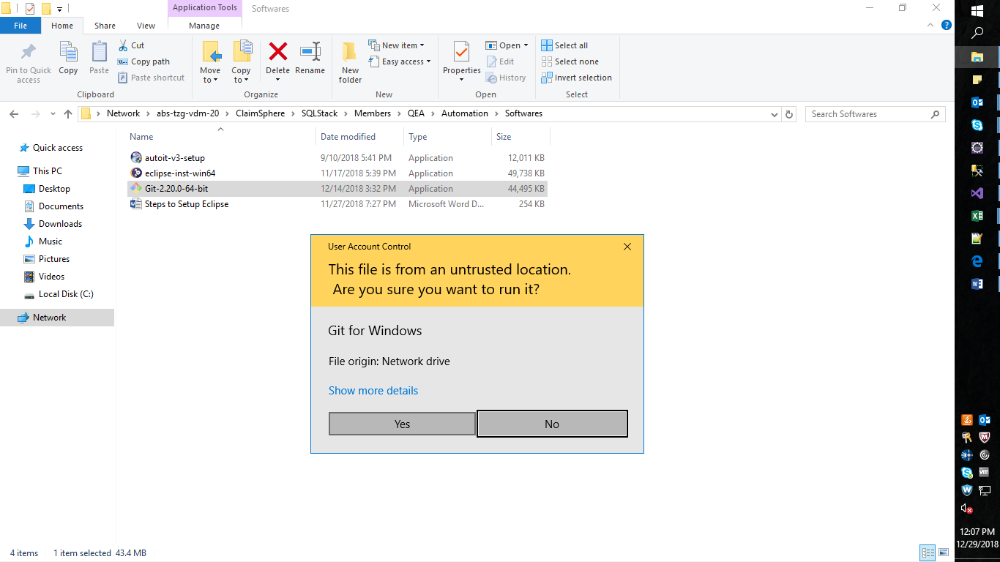 Application Tools
Softwares
File
Home
Share
View
Manage
Pin to Quick access
Copy
Paste
Cut
Copy path
Paste shortcut
Clipboard
Move to
Copy to
Delete
Rename
Organize
New folder
New item
Easy access
New
Properties
Open
Edit
History
Open
Select all
Select none
Invert selection
Select
Network > abs-tzg-vdm-20 > ClaimSphere > SQLStack > Members > QEA > Automation > Softwares
Search Softwares
Quick access
This PC
Desktop
Documents
Downloads
Music
Pictures
Videos
Local Disk (C:)
Network
Name Date modified Type Size
autoit-v3-setup 9/10/2018 5:41 PM Application 12,011 KB
eclipse-inst-win64 11/17/2018 5:39 PM Application 49,738 KB
Git-2.20.0-64-bit 12/14/2018 3:32 PM Application 44,495 KB
Steps to Setup Eclipse 11/27/2018 7:27 PM Microsoft Word D... 254 KB
User Account Control
This file is from an untrusted location.
Are you sure you want to run it?
Git for Windows
File origin: Network drive
Show more details
Yes No
4 items 1 item selected 43.4 MB
12:07 PM
12/29/2018